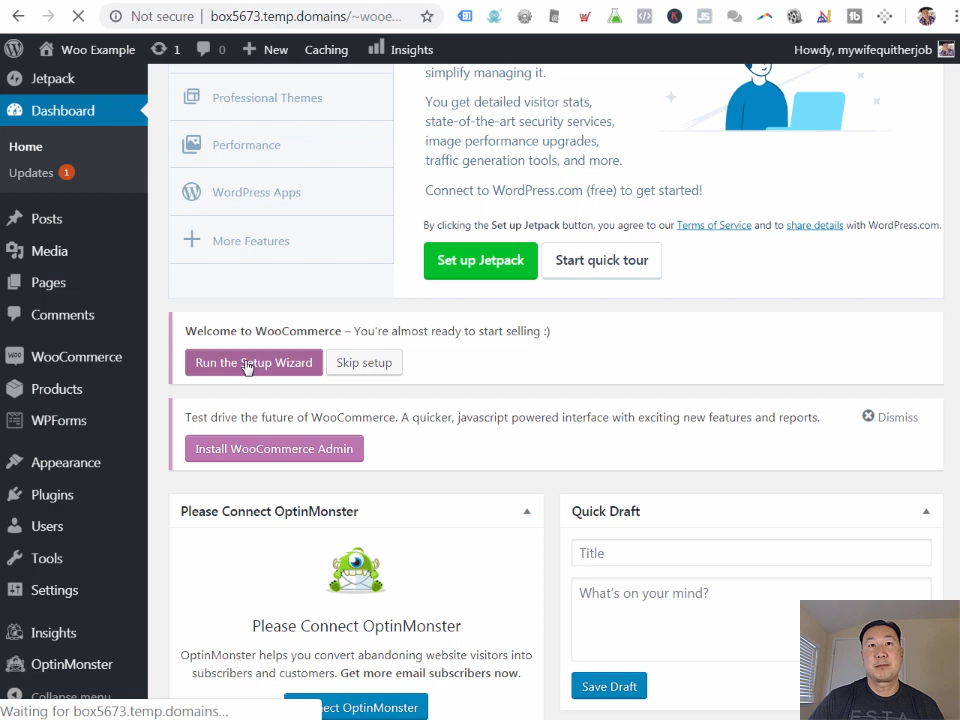 Not secure | box5673.temp.domains/~wooe...
Woo Example 1 0 New Caching Insights Howdy, mywifequitherjob
Jetpack
Dashboard
Home
Updates 1
Posts
Media
Pages
Comments
WooCommerce
Products
WPForms
Appearance
Plugins
Users
Tools
Settings
Insights
OptinMonster
Collapse menu
Waiting for box5673.temp.domains...
Professional Themes
Performance
WordPress Apps
More Features
simplify managing it.
You get detailed visitor stats,
state-of-the-art security services,
image performance upgrades,
traffic generation tools, and more.
Connect to WordPress.com (free) to get started!
By clicking the Set up Jetpack button, you agree to our Terms of Service and to share details with WordPress.com.
Set up Jetpack Start quick tour
Welcome to WooCommerce – You're almost ready to start selling :)
Run the Setup Wizard Skip setup
Test drive the future of WooCommerce. A quicker, javascript powered interface with exciting new features and reports. Dismiss
Install WooCommerce Admin
Please Connect OptinMonster
Please Connect OptinMonster
OptinMonster helps you convert abandoning website visitors into
subscribers and customers. Get more email subscribers now.
OptinMonster
Quick Draft
Title
What's on your mind?
Save Draft